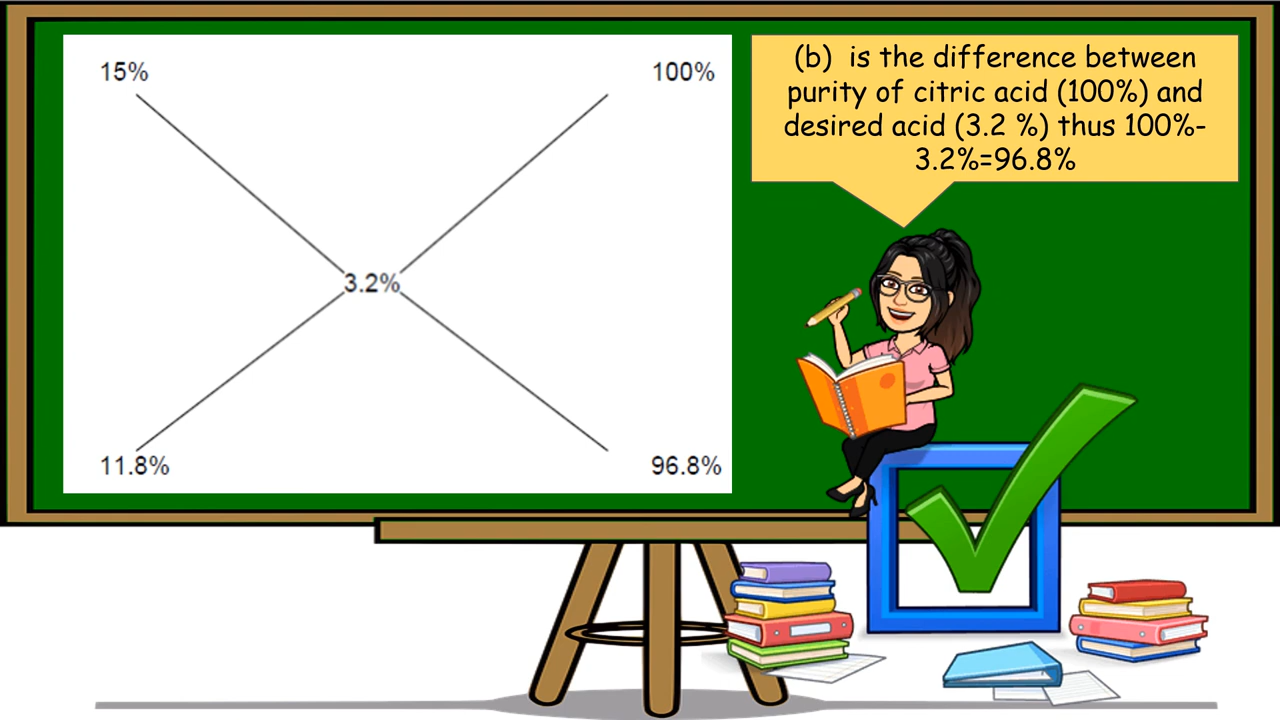 15%
100%
3.2%
11.8%
96.8%
(b) is the difference between
purity of citric acid (100%) and
desired acid (3.2 %) thus 100%-
3.2%=96.8%